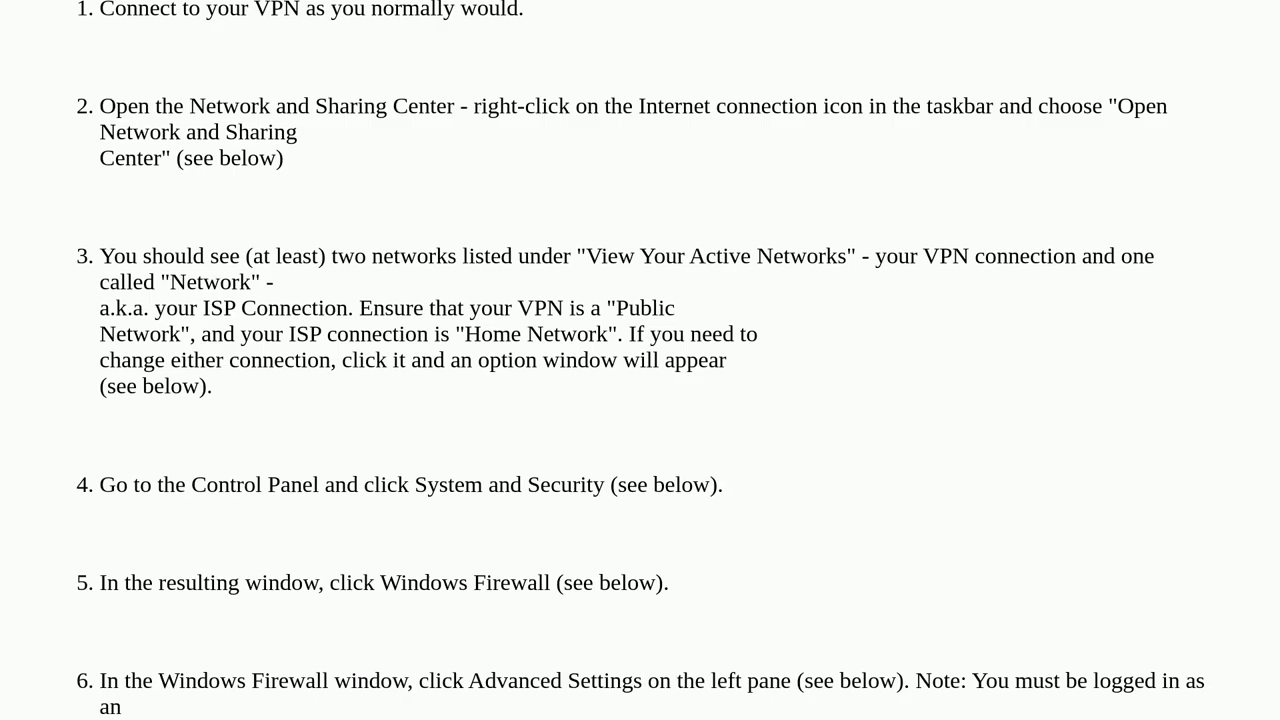 1. Connect to your VPN as you normally would.
2. Open the Network and Sharing Center - right-click on the Internet connection icon in the taskbar and choose "Open
Network and Sharing
Center" (see below)
3. You should see (at least) two networks listed under "View Your Active Networks" - your VPN connection and one
called "Network" -
a.k.a. your ISP Connection. Ensure that your VPN is a "Public
Network", and your ISP connection is "Home Network". If you need to
change either connection, click it and an option window will appear
(see below).
4. Go to the Control Panel and click System and Security (see below).
5. In the resulting window, click Windows Firewall (see below).
6. In the Windows Firewall window, click Advanced Settings on the left pane (see below). Note: You must be logged in as
an